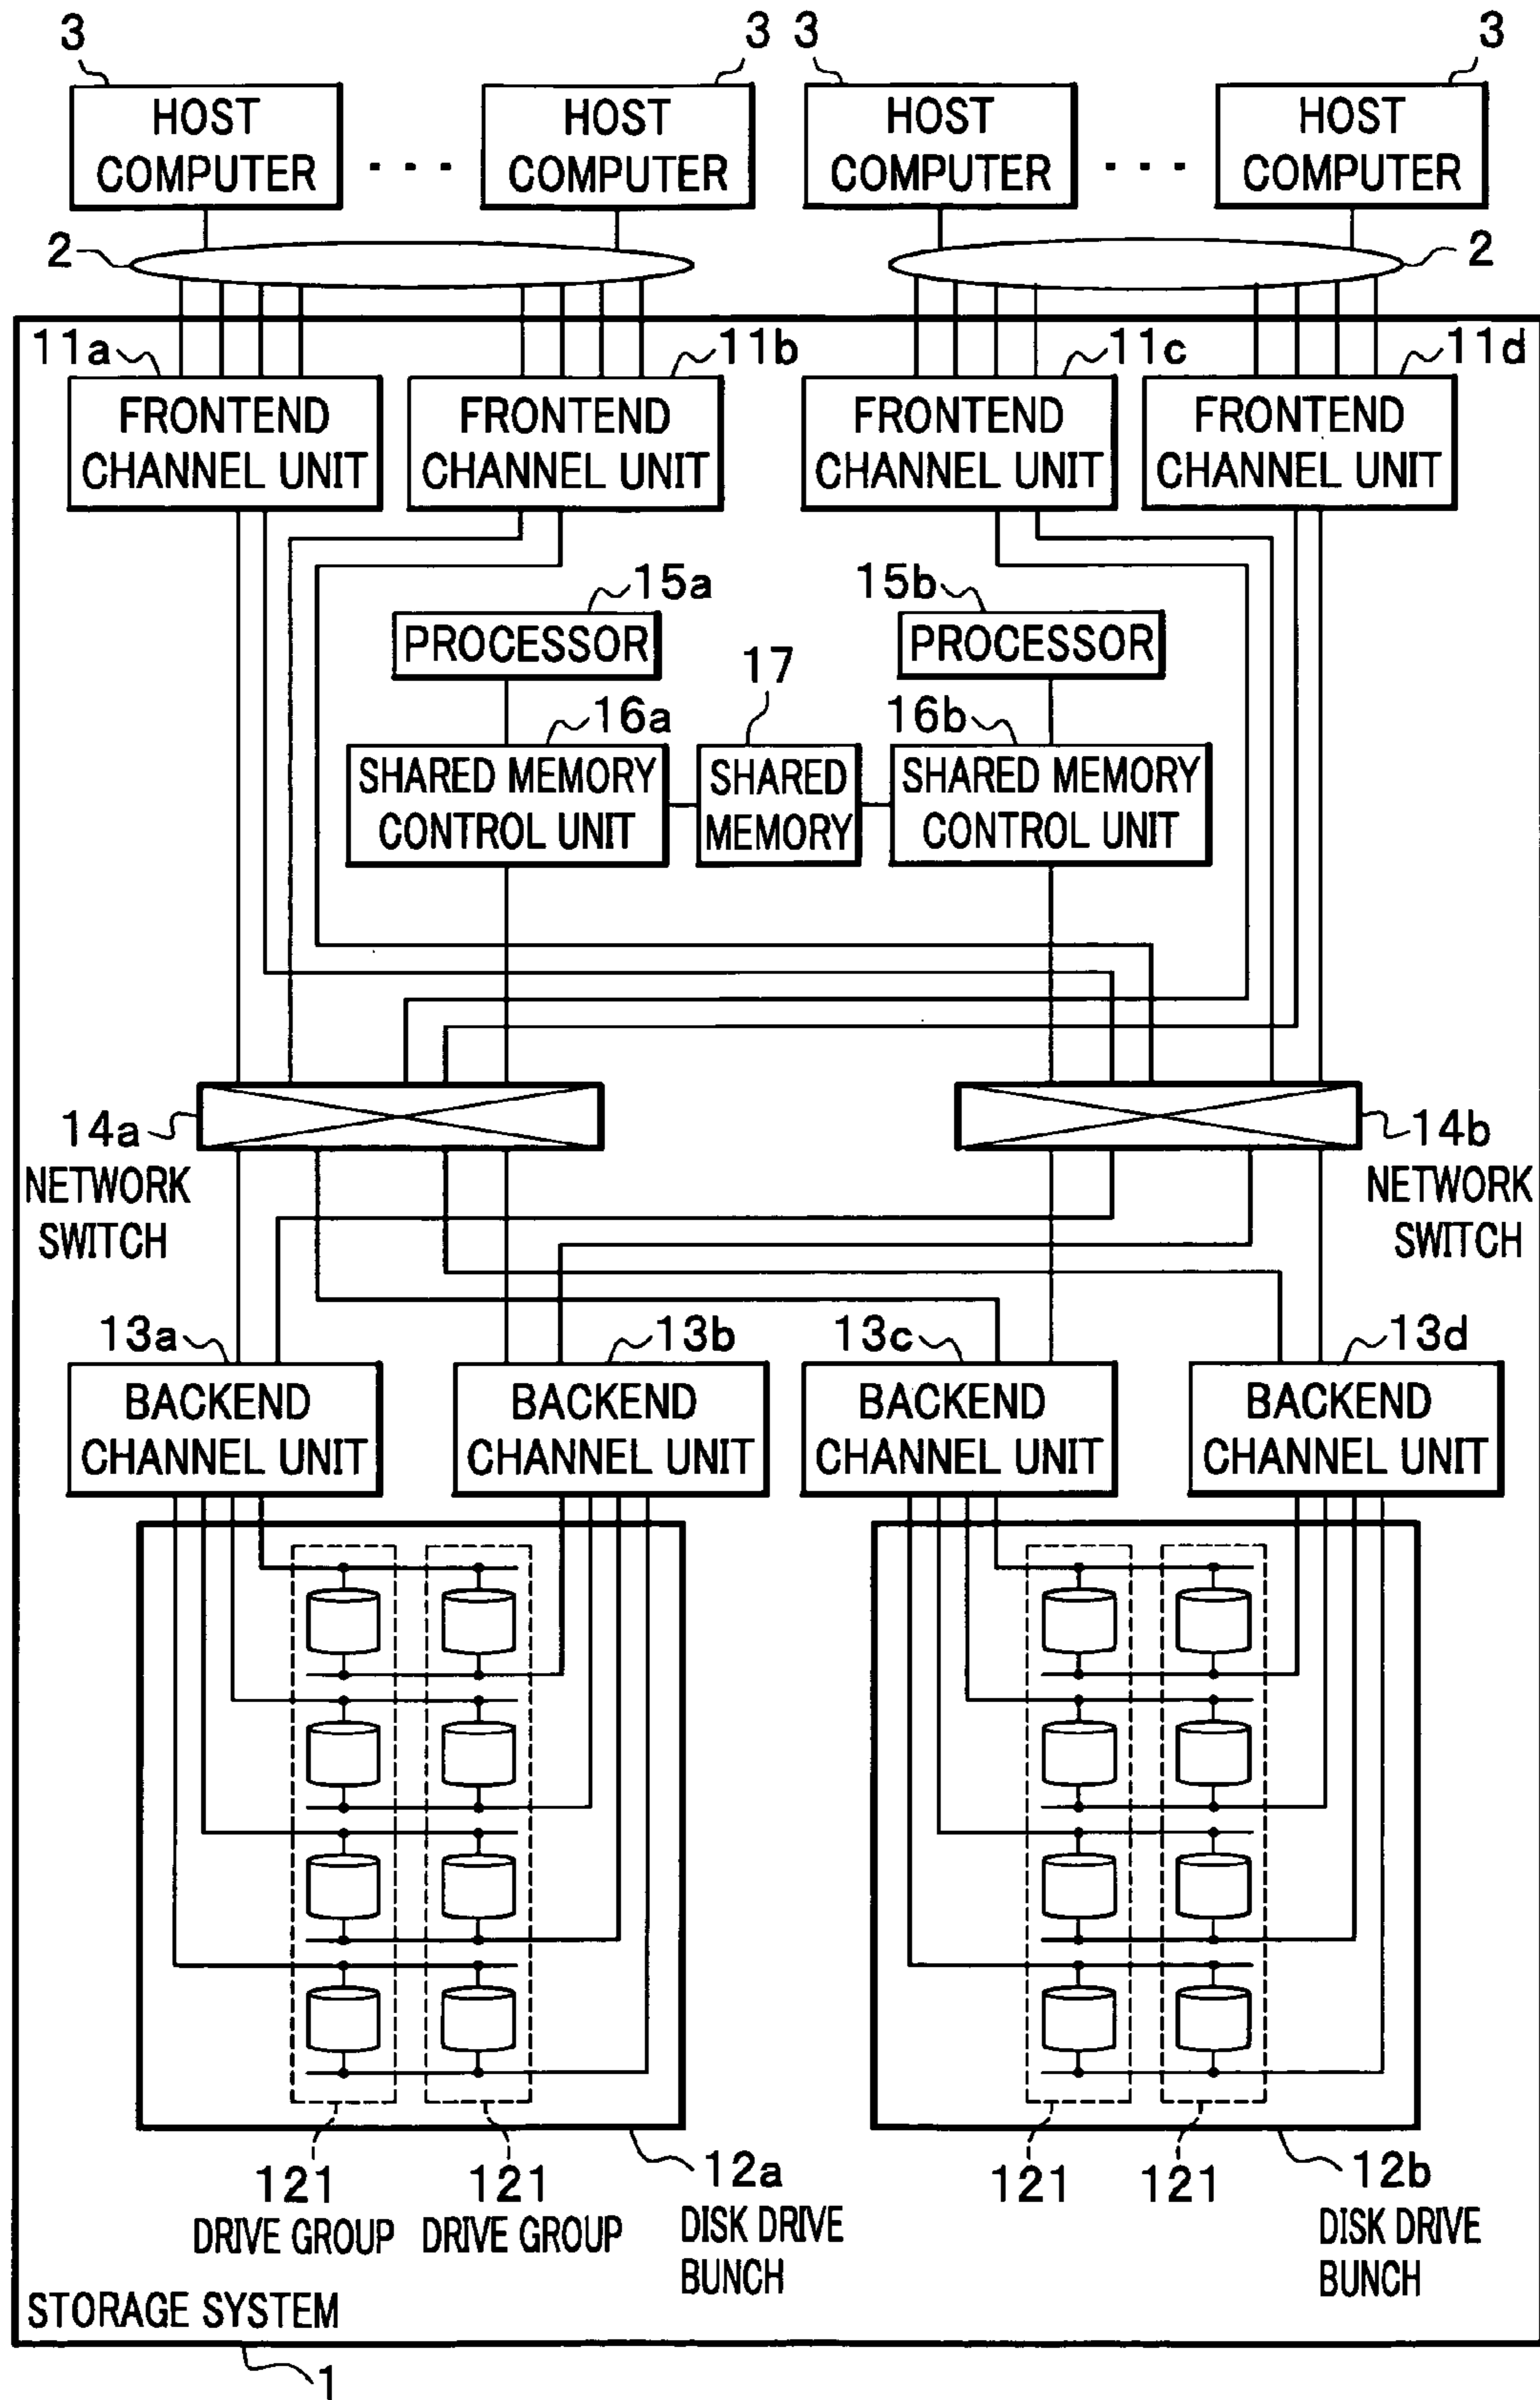 3
3
3
3
HOST
COMPUTER
...
HOST
COMPUTER
HOST
COMPUTER
...
HOST
COMPUTER
2
2
11a
11b
11c
11d
FRONTEND
CHANNEL UNIT
FRONTEND
CHANNEL UNIT
FRONTEND
CHANNEL UNIT
FRONTEND
CHANNEL UNIT
15a
15b
PROCESSOR
PROCESSOR
17
16a
16b
SHARED MEMORY
CONTROL UNIT
SHARED
MEMORY
SHARED MEMORY
CONTROL UNIT
14a
NETWORK
SWITCH
14b
NETWORK
SWITCH
13a
13b
13c
13d
BACKEND
CHANNEL UNIT
BACKEND
CHANNEL UNIT
BACKEND
CHANNEL UNIT
BACKEND
CHANNEL UNIT
121
DRIVE GROUP
121
DRIVE GROUP
12a
DISK DRIVE
BUNCH
121
121
12b
DISK DRIVE
BUNCH
STORAGE SYSTEM
1